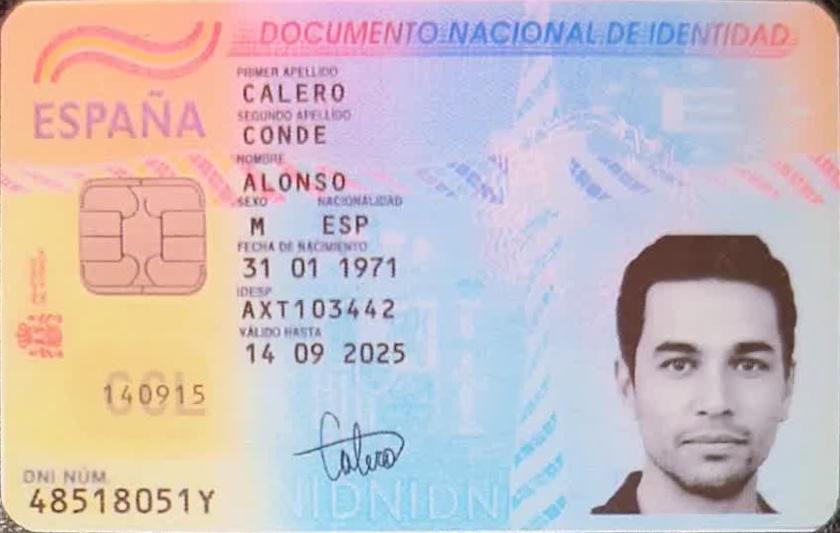 DOCUMENTO NACIONAL DE IDENTIDAD
ESPAÑA
PRIMER APELLIDO
CALERO
SEGUNDO APELLIDO
CONDE
NOMBRE
ALONSO
SEXO NACIONALIDAD
M ESP
FECHA DE NACIMIENTO
31 01 1971
IDESP
AXT103442
VÁLIDO HASTA
14 09 2025
140915
Calero
DNI NÚM.
48518051Y
NIDNIDN